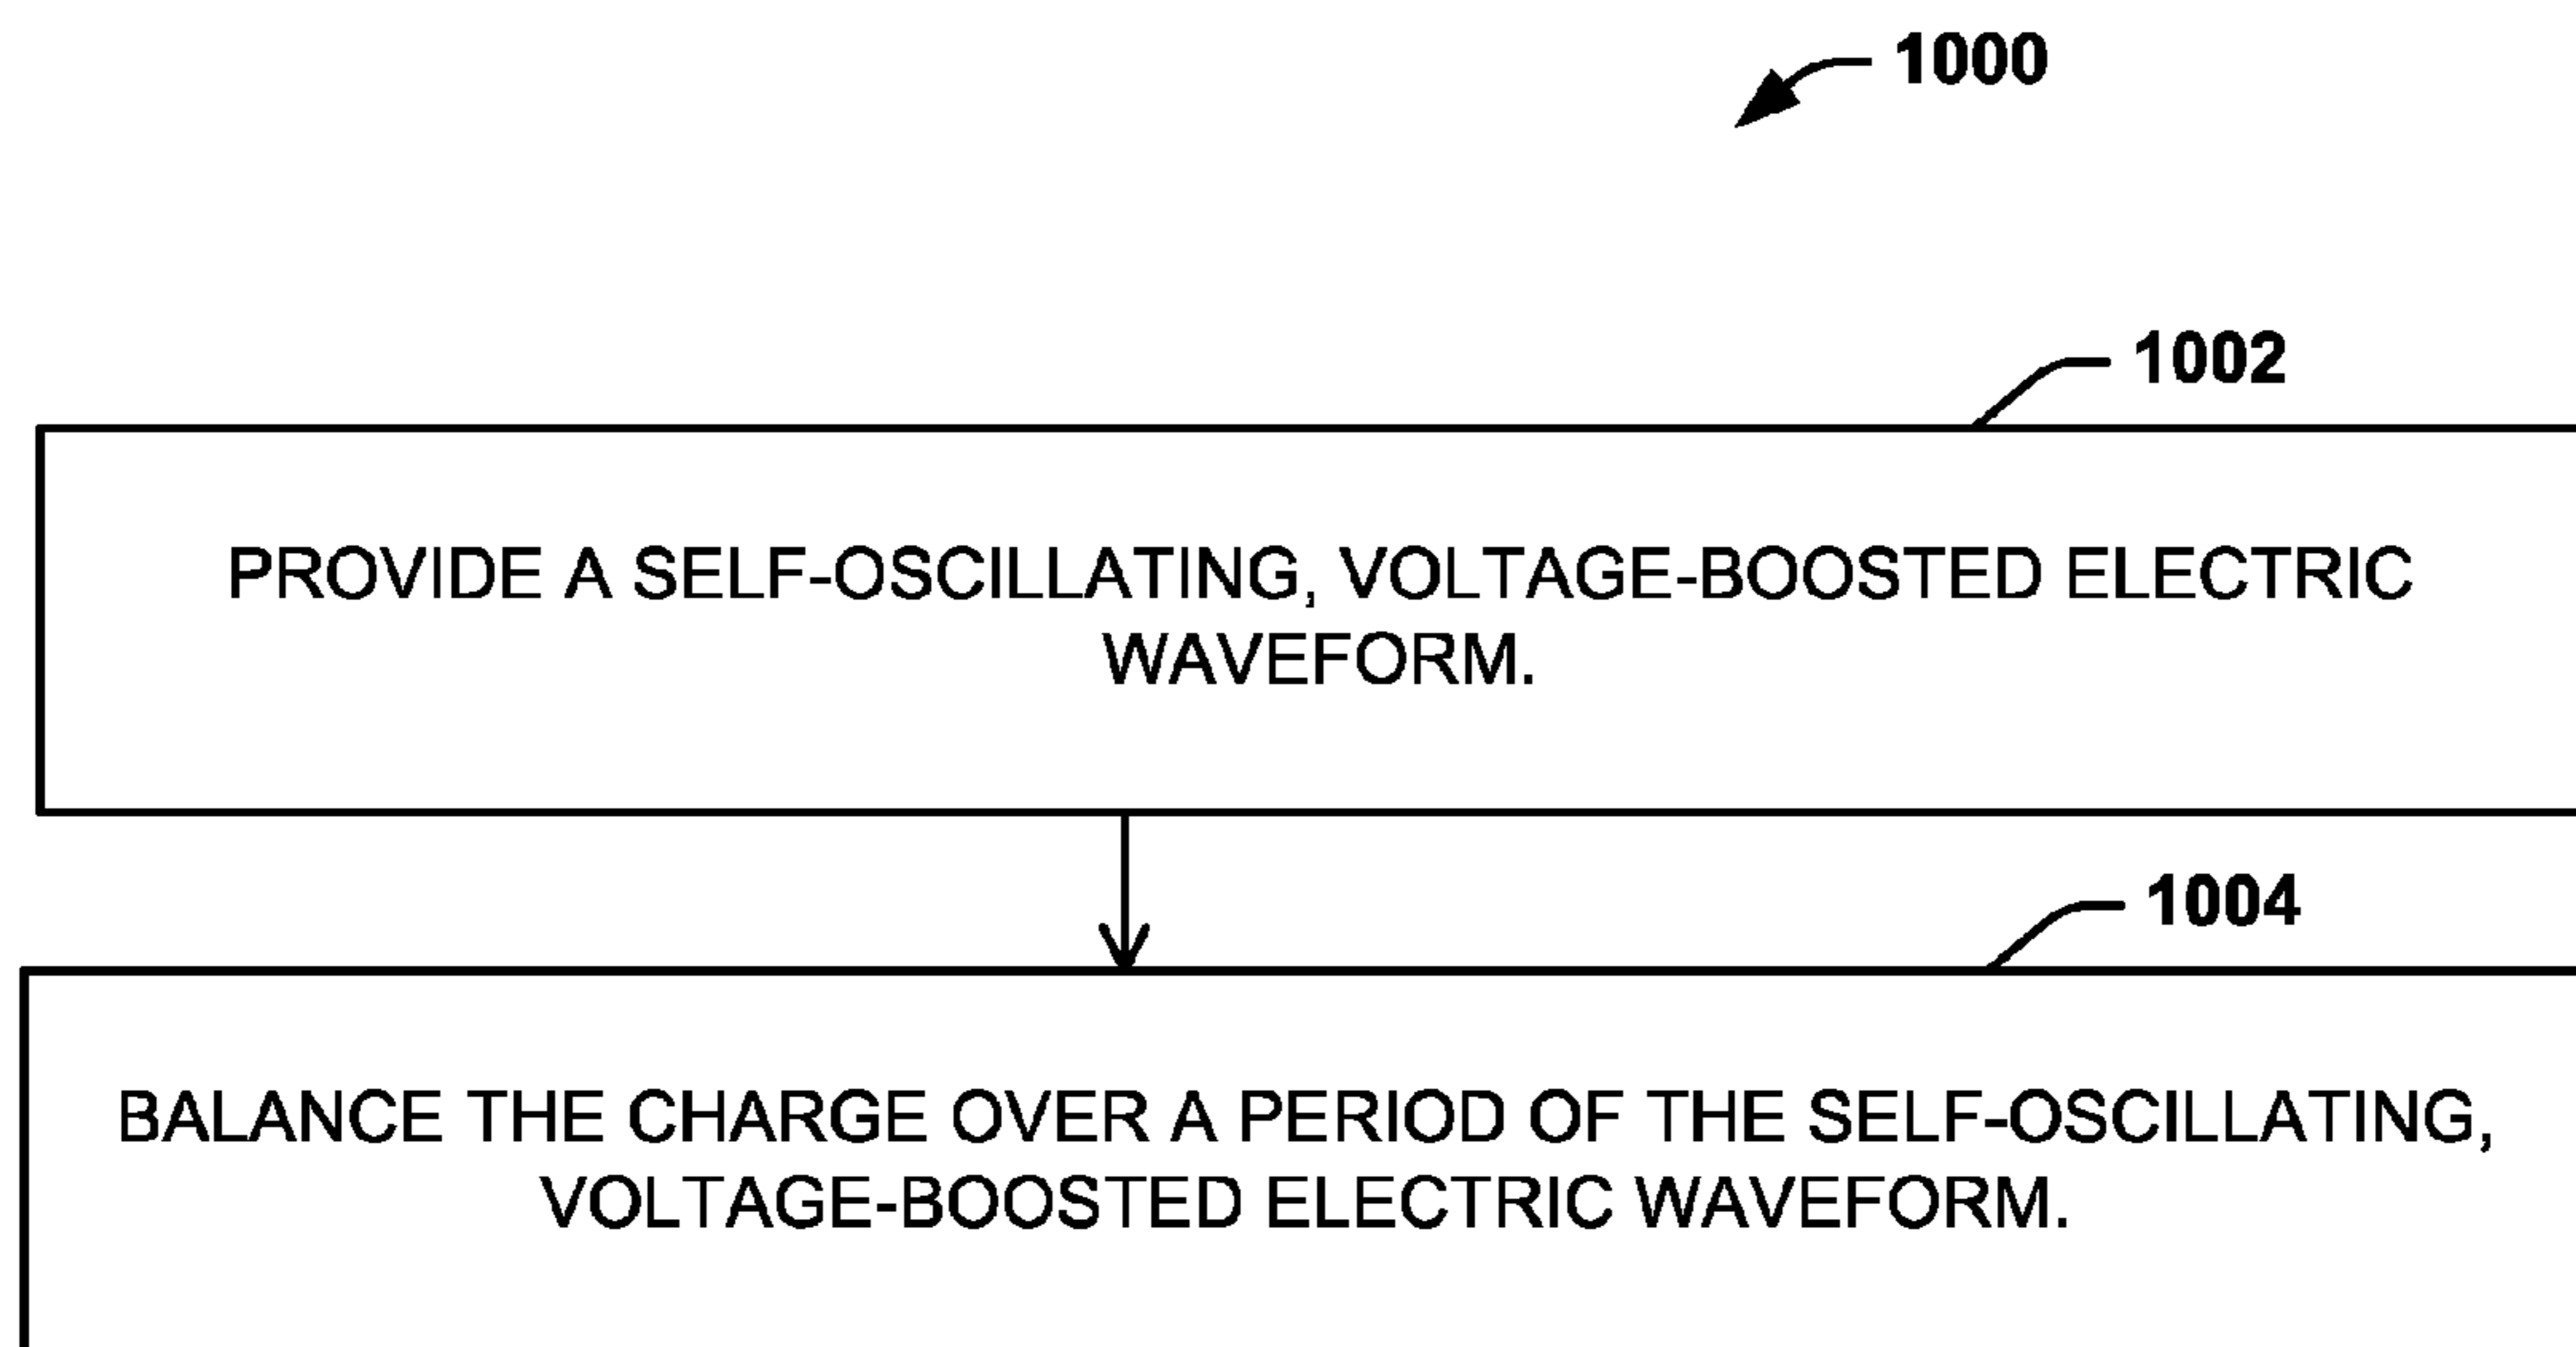 1000
1002
PROVIDE A SELF-OSCILLATING, VOLTAGE-BOOSTED ELECTRIC
WAVEFORM.
1004
BALANCE THE CHARGE OVER A PERIOD OF THE SELF-OSCILLATING,
VOLTAGE-BOOSTED ELECTRIC WAVEFORM.